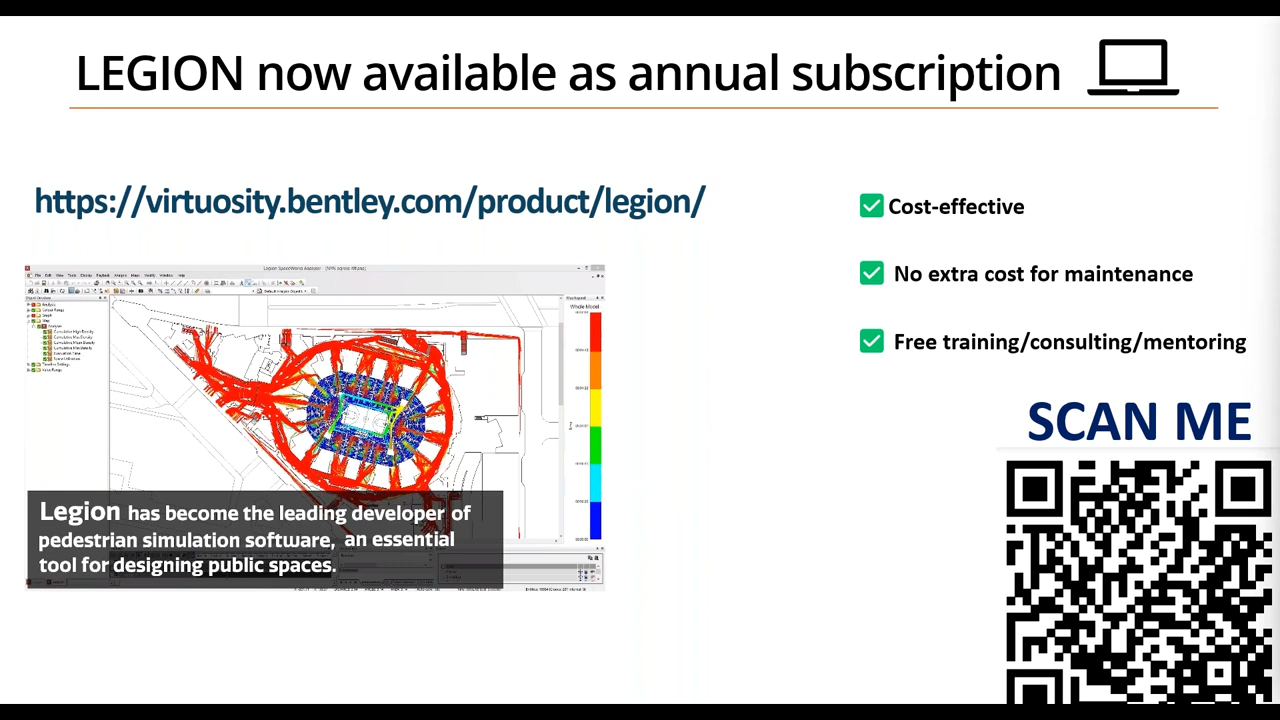 LEGION now available as annual subscription
https://virtuosity.bentley.com/product/legion/
Cost-effective
No extra cost for maintenance
Free training/consulting/mentoring
SCAN ME
Whole Model
Legion has become the leading developer of
pedestrian simulation software, an essential
tool for designing public spaces.